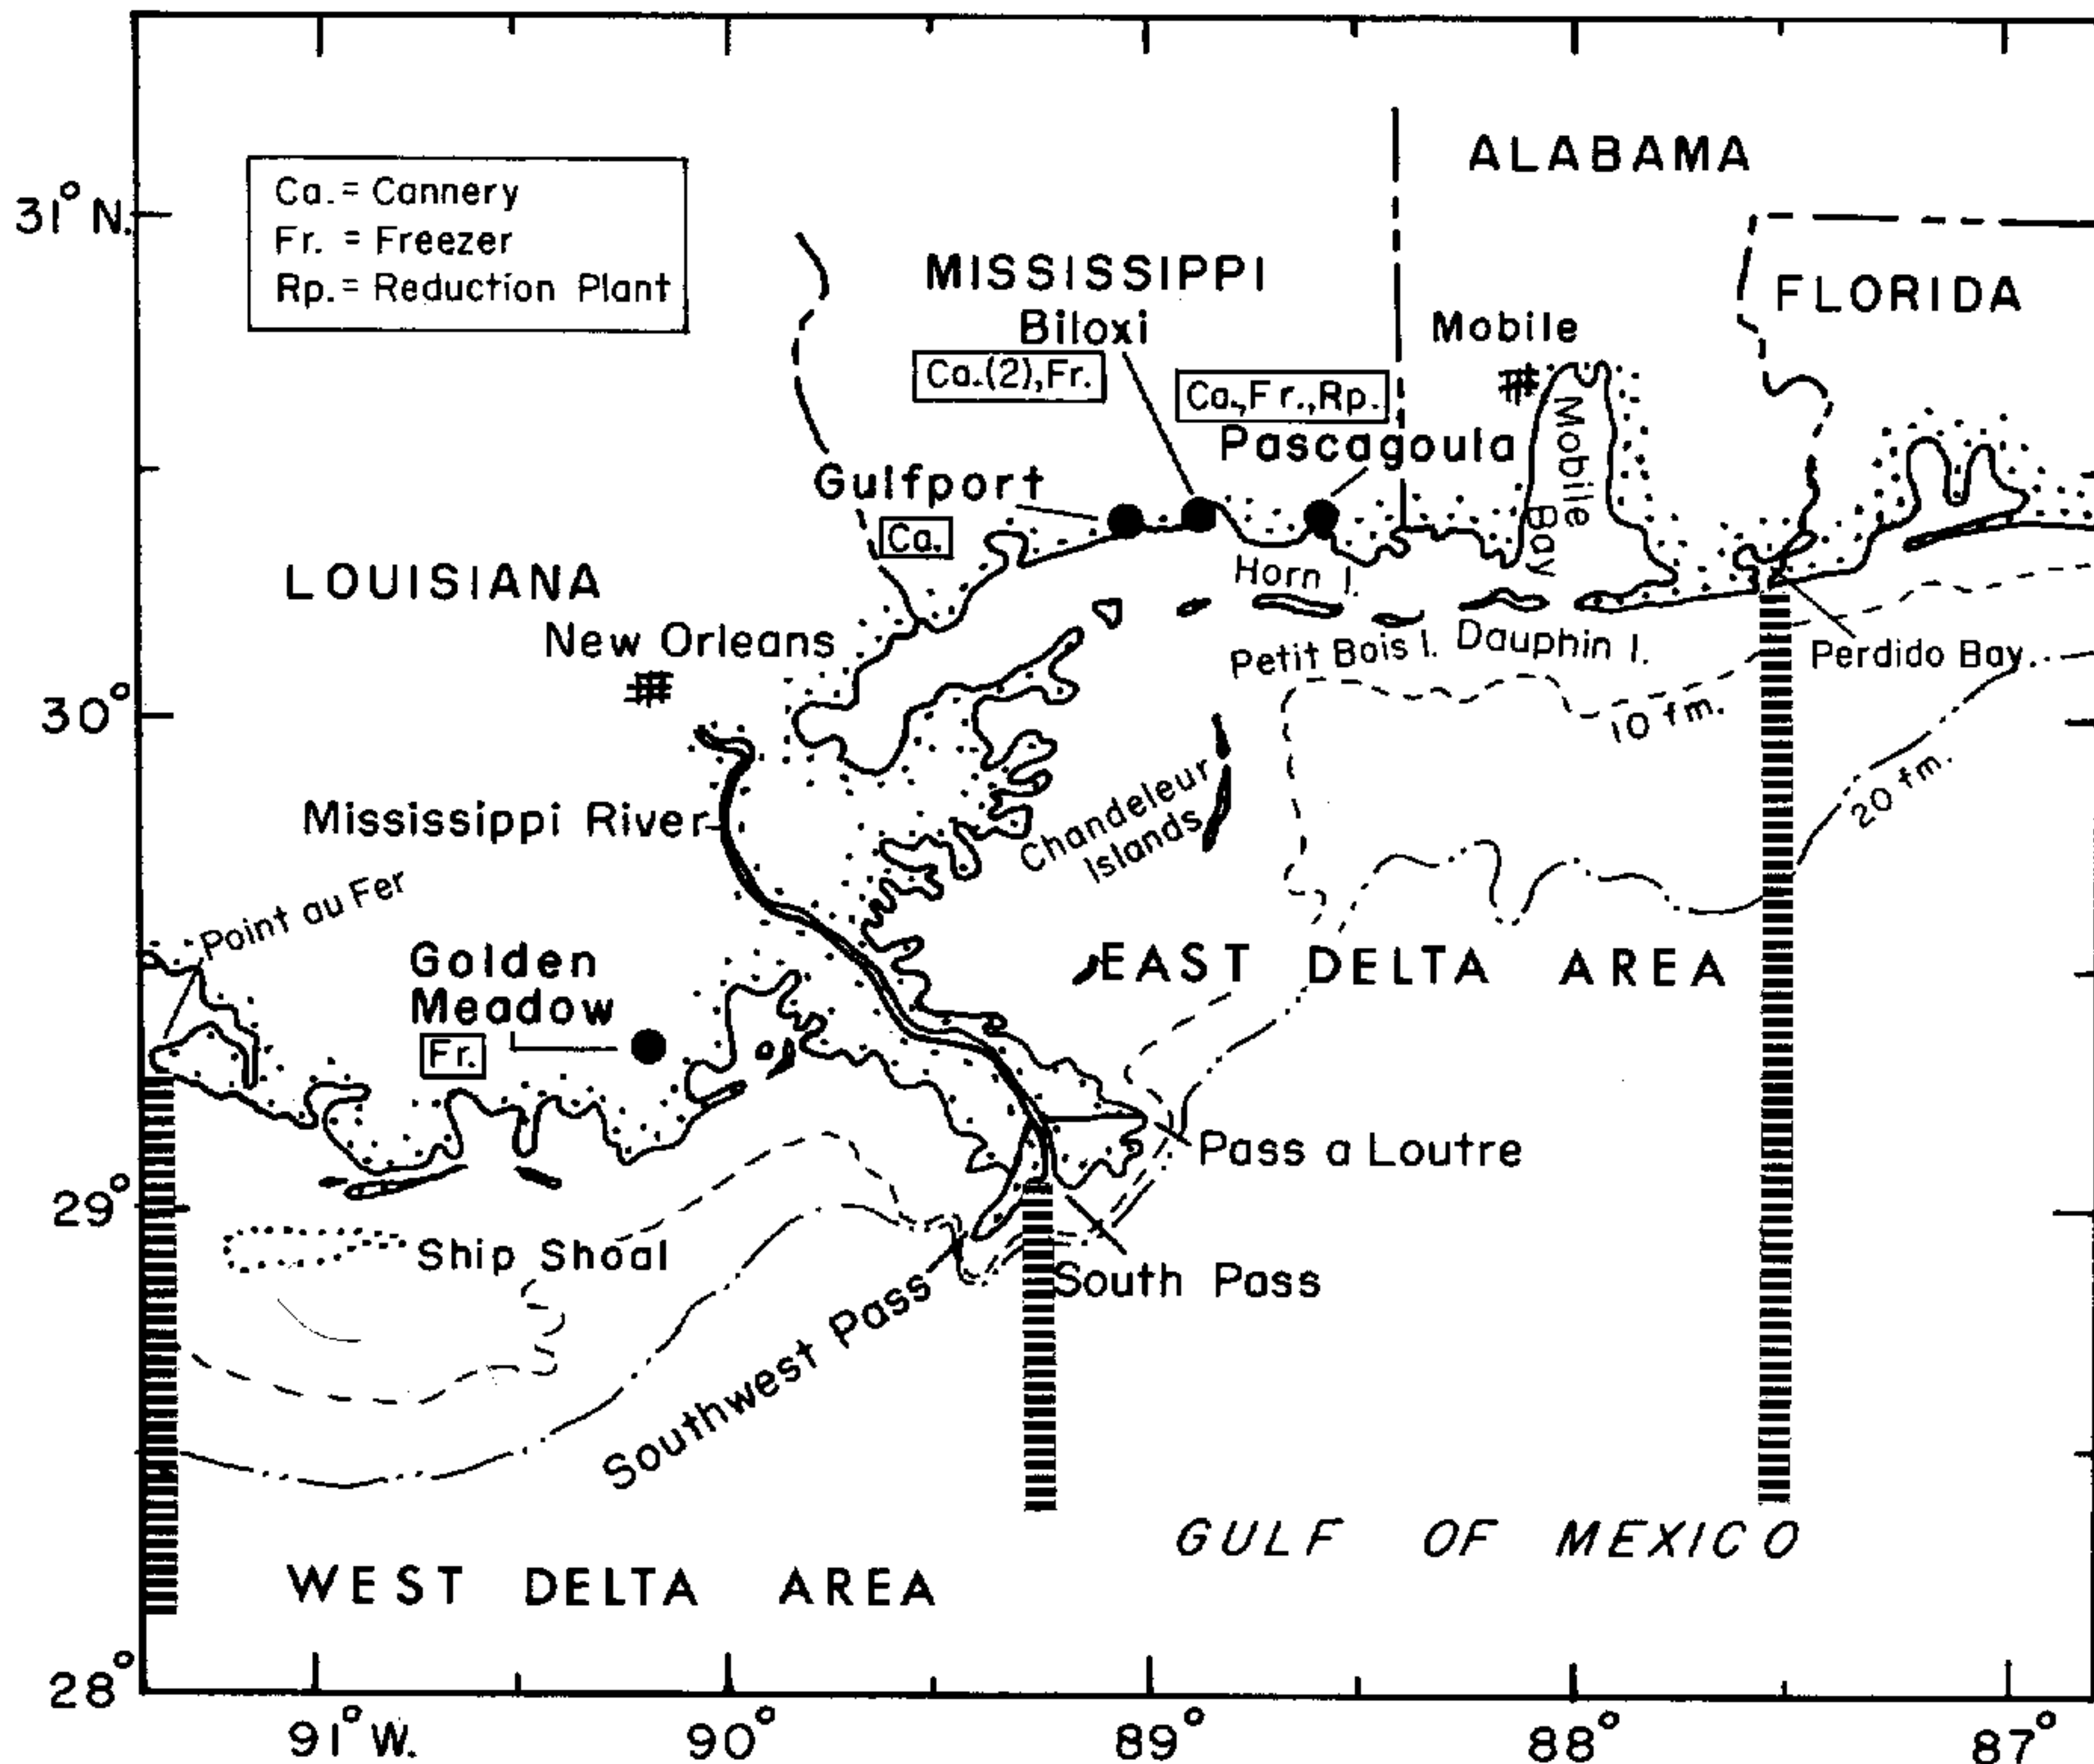 ALABAMA
31° N.
Ca. = Cannery
Fr. = Freezer
Rp. = Reduction Plant
MISSISSIPPI
FLORIDA
Biloxi
Mobile
Ca.(2),Fr.
Ca.,Fr.,Rp.
Pascagoula
Mobile
Bay
Gulfport
Ca.
LOUISIANA
Horn I.
New Orleans
Petit Bois I.
Dauphin I.
Perdido Bay
30°
10 fm.
20 fm.
Mississippi River
Chandeleur
Islands
Point au Fer
Golden
Meadow
Fr.
EAST DELTA AREA
Pass a Loutre
29°
Ship Shoal
South Pass
Southwest Pass
GULF OF MEXICO
WEST DELTA AREA
28°
91° W.
90°
89°
88°
87°